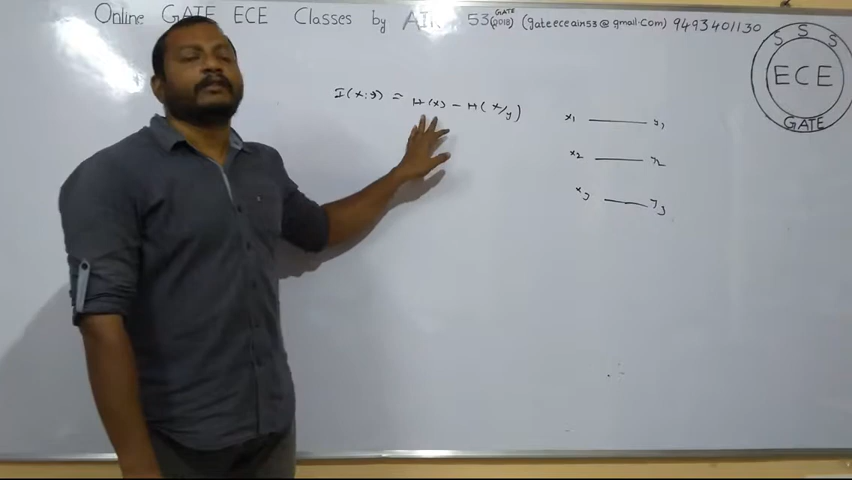 Online GATE ECE Classes by AIR 53 GATE (2018) (gateeceain53@gmail.com) 9493401130
S S S
ECE
GATE
I(x:y) = H(x) - H(x/y)
x1 y1
x2 y2
x3 y3